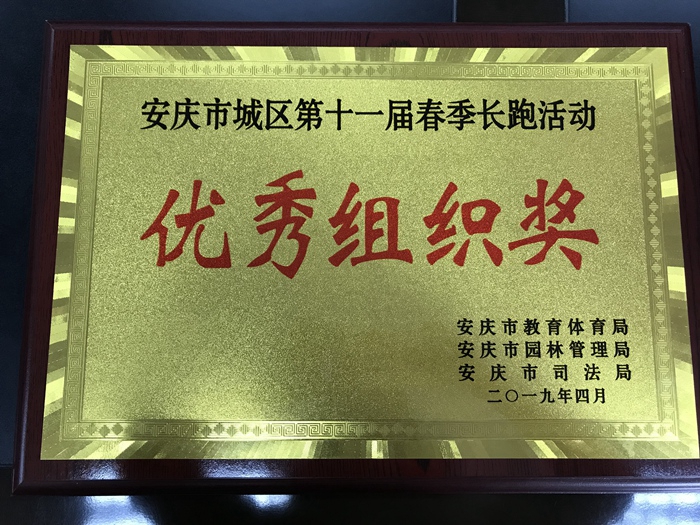 安庆市城区第十一届春季长跑活动
优秀组织奖
安庆市教育体育局
安庆市园林管理局
安庆市司法局
二〇一九年四月